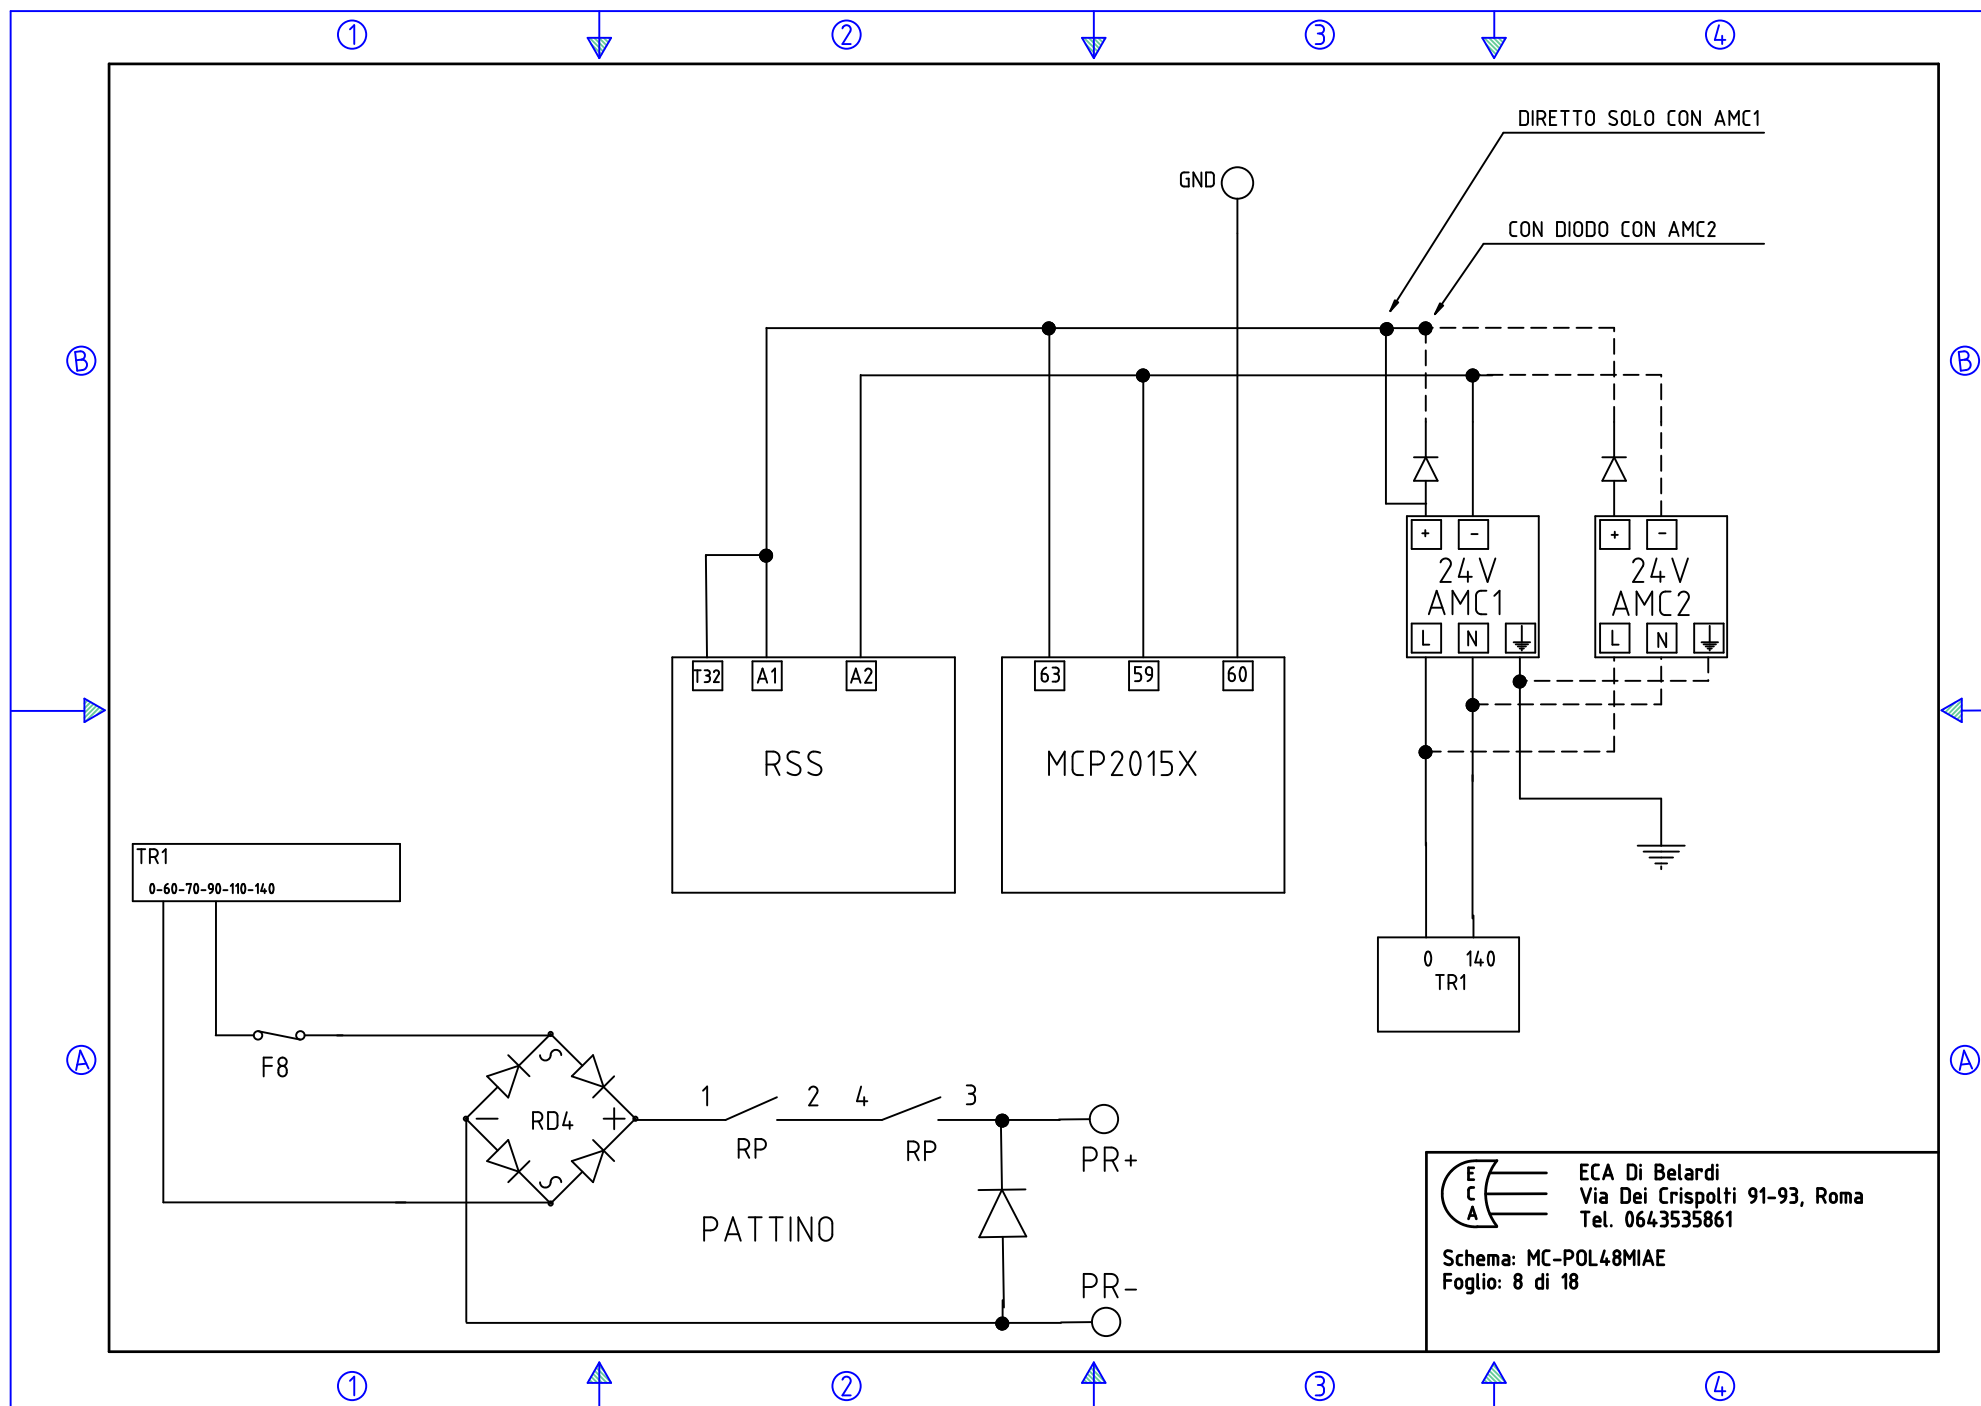 1 2 3 4
DIRETTO SOLO CON AMC1
GND
CON DIODO CON AMC2
B B
+ - + -
24V 24V
AMC1 AMC2
L N L N
T32 A1 A2 63 59 60
RSS MCP2015X
TR1
0-60-70-90-110-140
0 140
TR1
A A
F8
S
1 2 4 3
- RD4 +
RP RP
PR+
S
PATTINO
PR-
E
C
A
ECA Di Belardi
Via Dei Crispolti 91-93, Roma
Tel. 0643535861
Schema: MC-POL48MIAE
Foglio: 8 di 18
1 2 3 4